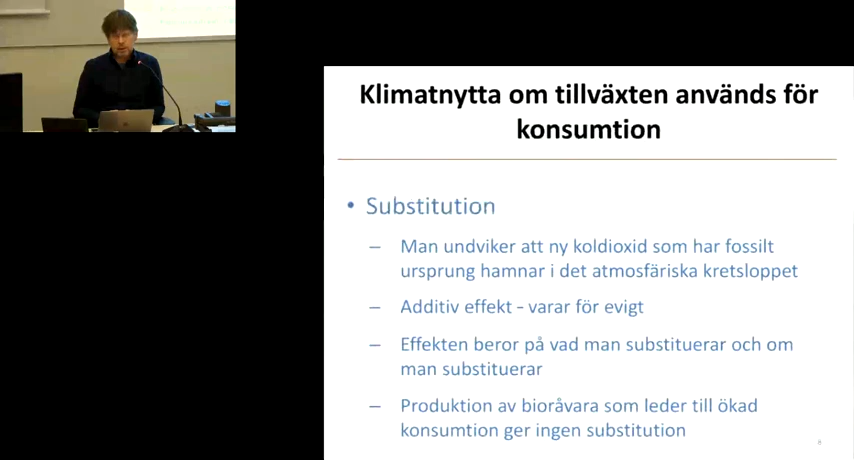 Klimatnytta om tillväxten används för
konsumtion
• Substitution
– Man undviker att ny koldioxid som har fossilt
ursprung hamnar i det atmosfäriska kretsloppet
– Additiv effekt - varar för evigt
– Effekten beror på vad man substituerar och om
man substituerar
– Produktion av bioråvara som leder till ökad
konsumtion ger ingen substitution
8